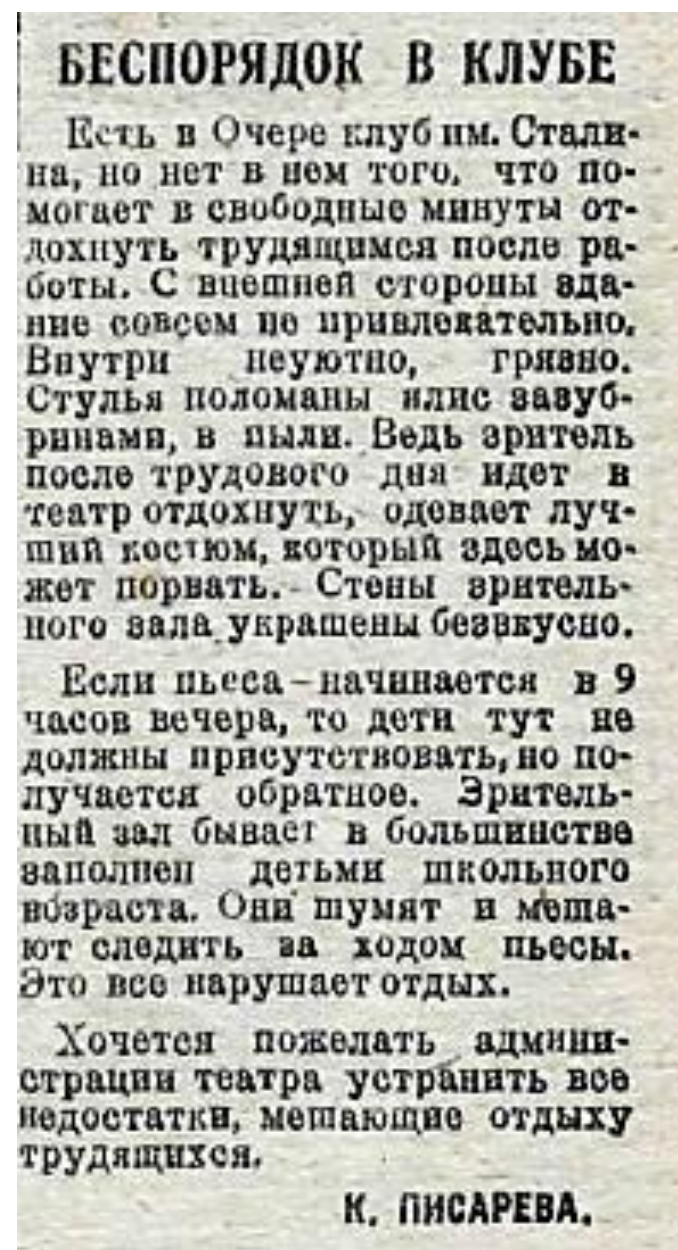 БЕСПОРЯДОК В КЛУБЕ
Есть в Очере клуб им. Стали-
на, но нет в нем того, что по-
могает в свободные минуты от-
дохнуть трудящимся после ра-
боты. С внешней стороны зда-
ние совсем не привлекательно.
Внутри неуютно, грязно.
Стулья поломаны илис зазуб-
ринами, в пыли. Ведь зритель
после трудового дня идет в
театр отдохнуть, одевает луч-
ший костюм, который здесь мо-
жет порвать. Стены зритель-
ного зала украшены безвкусно.
Если пьеса–начинается в 9
часов вечера, то дети тут не
должны присутствовать, но по-
лучается обратное. Зритель-
ный зал бывает в большинстве
заполнен детьми школьного
возраста. Они шумят и меша-
ют следить за ходом пьесы.
Это все нарушает отдых.
Хочется пожелать админи-
страции театра устранить все
недостатки, мешающие отдыху
трудящихся.
К. ПИСАРЕВА.